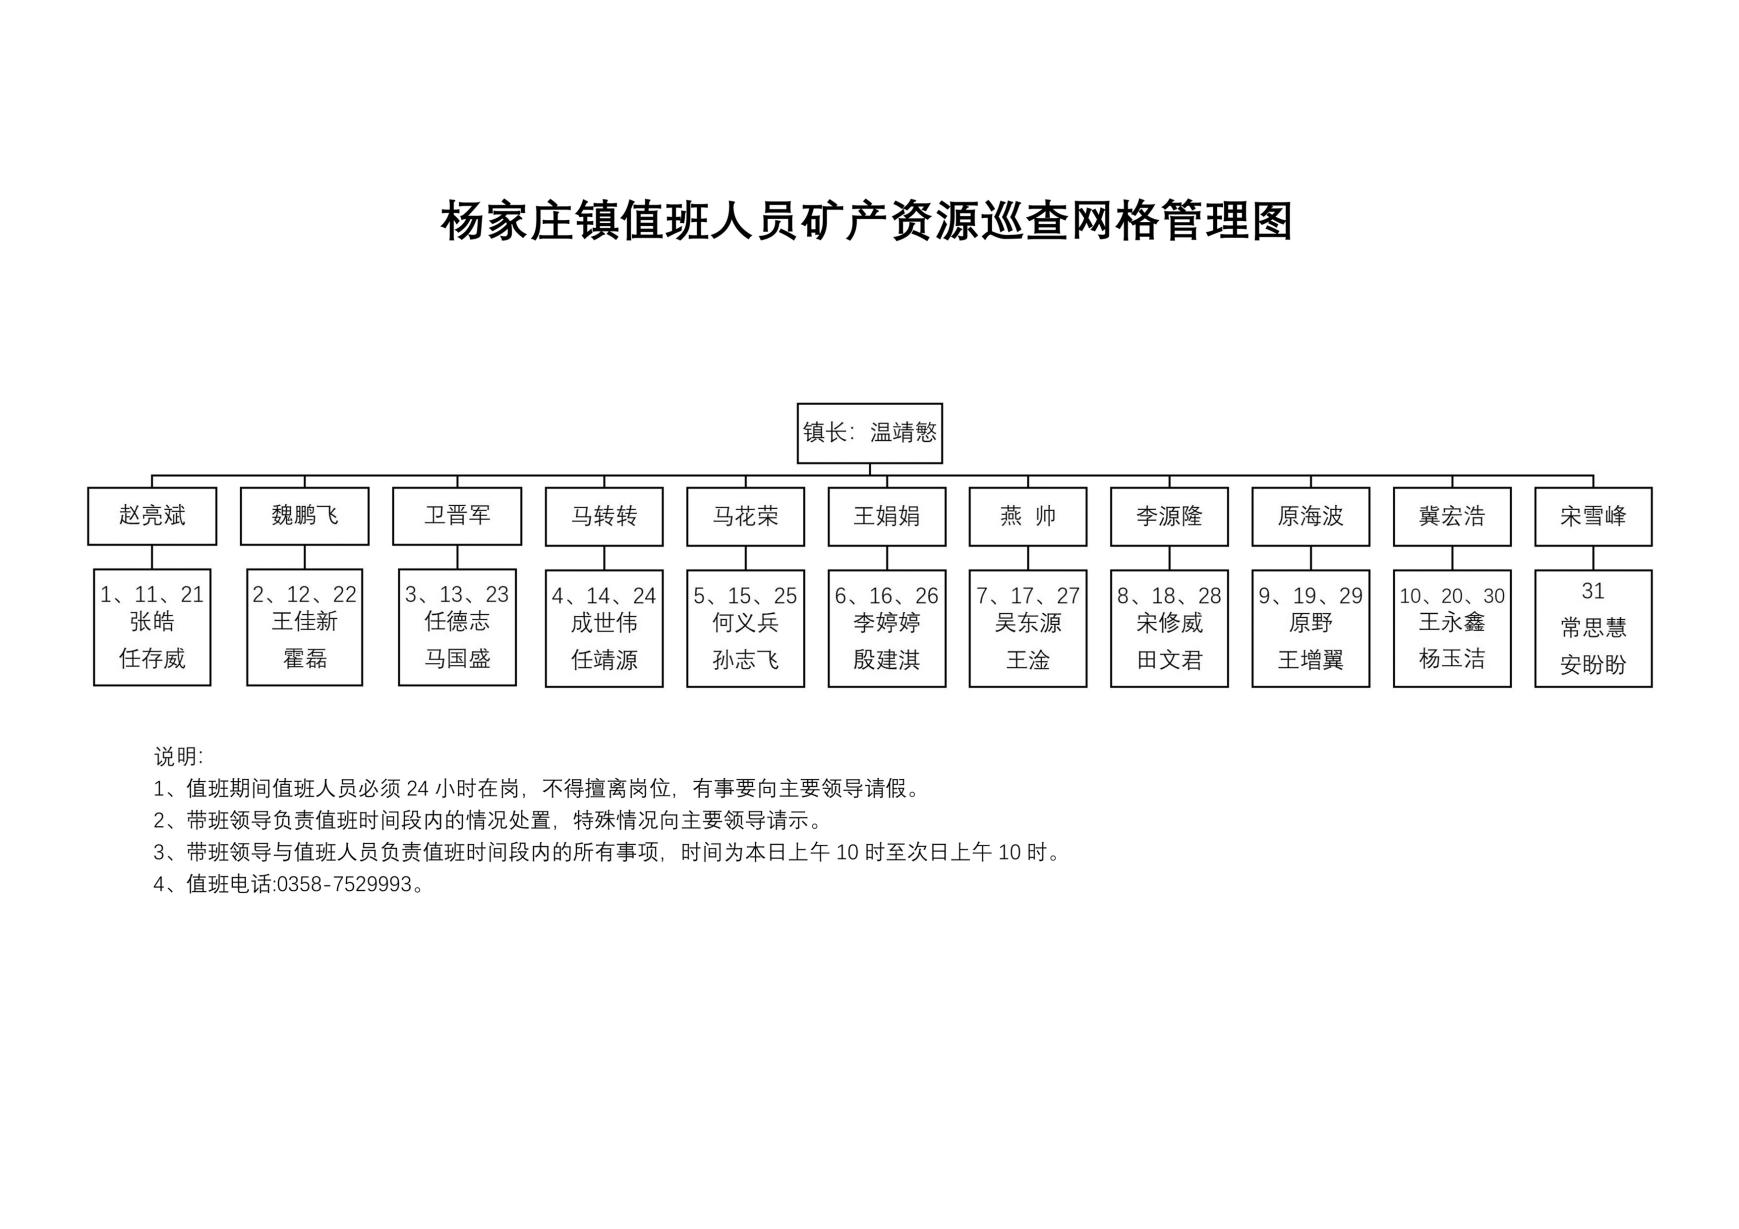 杨家庄镇值班人员矿产资源巡查网格管理图
镇长：温靖慜
赵亮斌
魏鹏飞
卫晋军
马转转
马花荣
王娟娟
燕 帅
李源隆
原海波
冀宏浩
宋雪峰
1、11、21
张皓
任存威
2、12、22
王佳新
霍磊
3、13、23
任德志
马国盛
4、14、24
成世伟
任靖源
5、15、25
何义兵
孙志飞
6、16、26
李婷婷
殷建淇
7、17、27
吴东源
王淦
8、18、28
宋修威
田文君
9、19、29
原野
王增翼
10、20、30
王永鑫
杨玉洁
31
常思慧
安盼盼
说明:
1、值班期间值班人员必须 24 小时在岗，不得擅离岗位，有事要向主要领导请假。
2、带班领导负责值班时间段内的情况处置，特殊情况向主要领导请示。
3、带班领导与值班人员负责值班时间段内的所有事项，时间为本日上午 10 时至次日上午 10 时。
4、值班电话:0358-7529993。